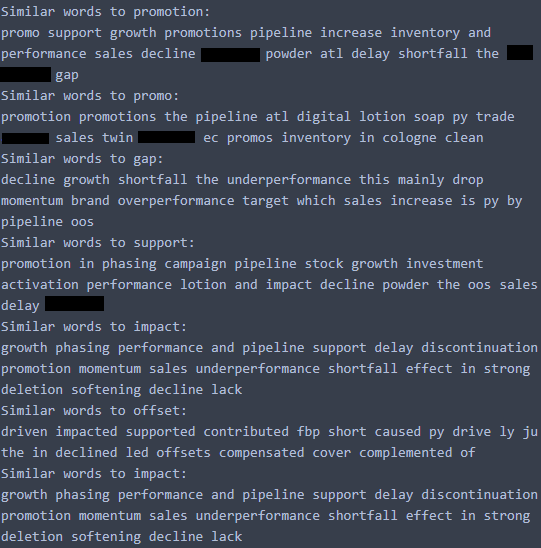 Similar words to promotion:
promo support growth promotions pipeline increase inventory and
performance sales decline powder atl delay shortfall the
gap
Similar words to promo:
promotion promotions the pipeline atl digital lotion soap py trade
sales twin ec promos inventory in cologne clean
Similar words to gap:
decline growth shortfall the underperformance this mainly drop
momentum brand overperformance target which sales increase is py by
pipeline oos
Similar words to support:
promotion in phasing campaign pipeline stock growth investment
activation performance lotion and impact decline powder the oos sales
delay
Similar words to impact:
growth phasing performance and pipeline support delay discontinuation
promotion momentum sales underperformance shortfall effect in strong
deletion softening decline lack
Similar words to offset:
driven impacted supported contributed fbp short caused py drive ly ju
the in declined led offsets compensated cover complemented of
Similar words to impact:
growth phasing performance and pipeline support delay discontinuation
promotion momentum sales underperformance shortfall effect in strong
deletion softening decline lack